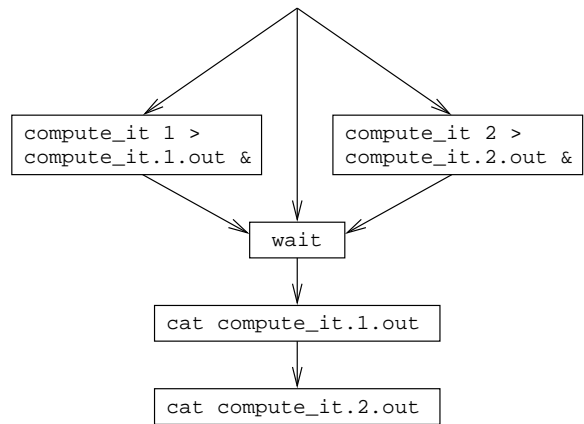 compute_it 1 >
compute_it.1.out &
compute_it 2 >
compute_it.2.out &
wait
cat compute_it.1.out
cat compute_it.2.out